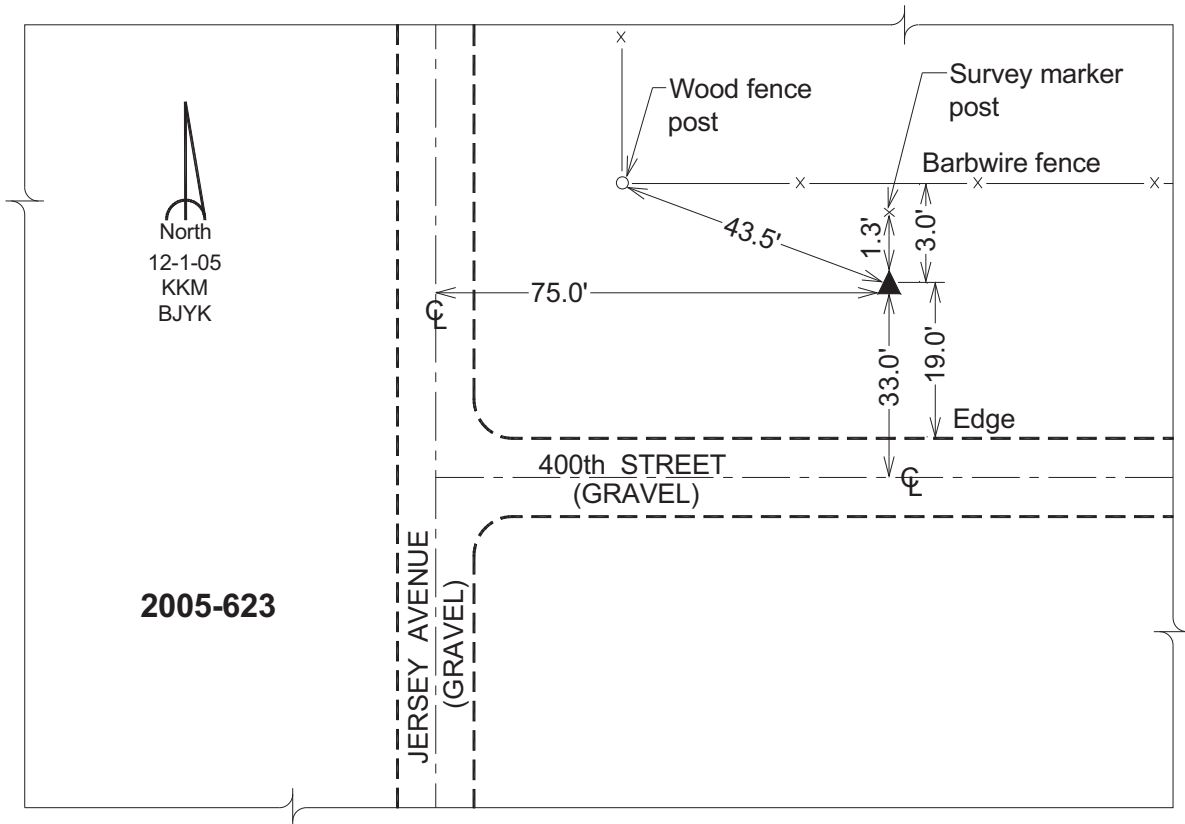 Wood fence
post
Survey marker
post
Barbwire fence
x
x
x
x
x
North
12-1-05
KKM
BJYK
43.5'
1.3'
3.0'
75.0'
℄
33.0'
19.0'
Edge
400th STREET
(GRAVEL)
℄
JERSEY AVENUE
(GRAVEL)
2005-623